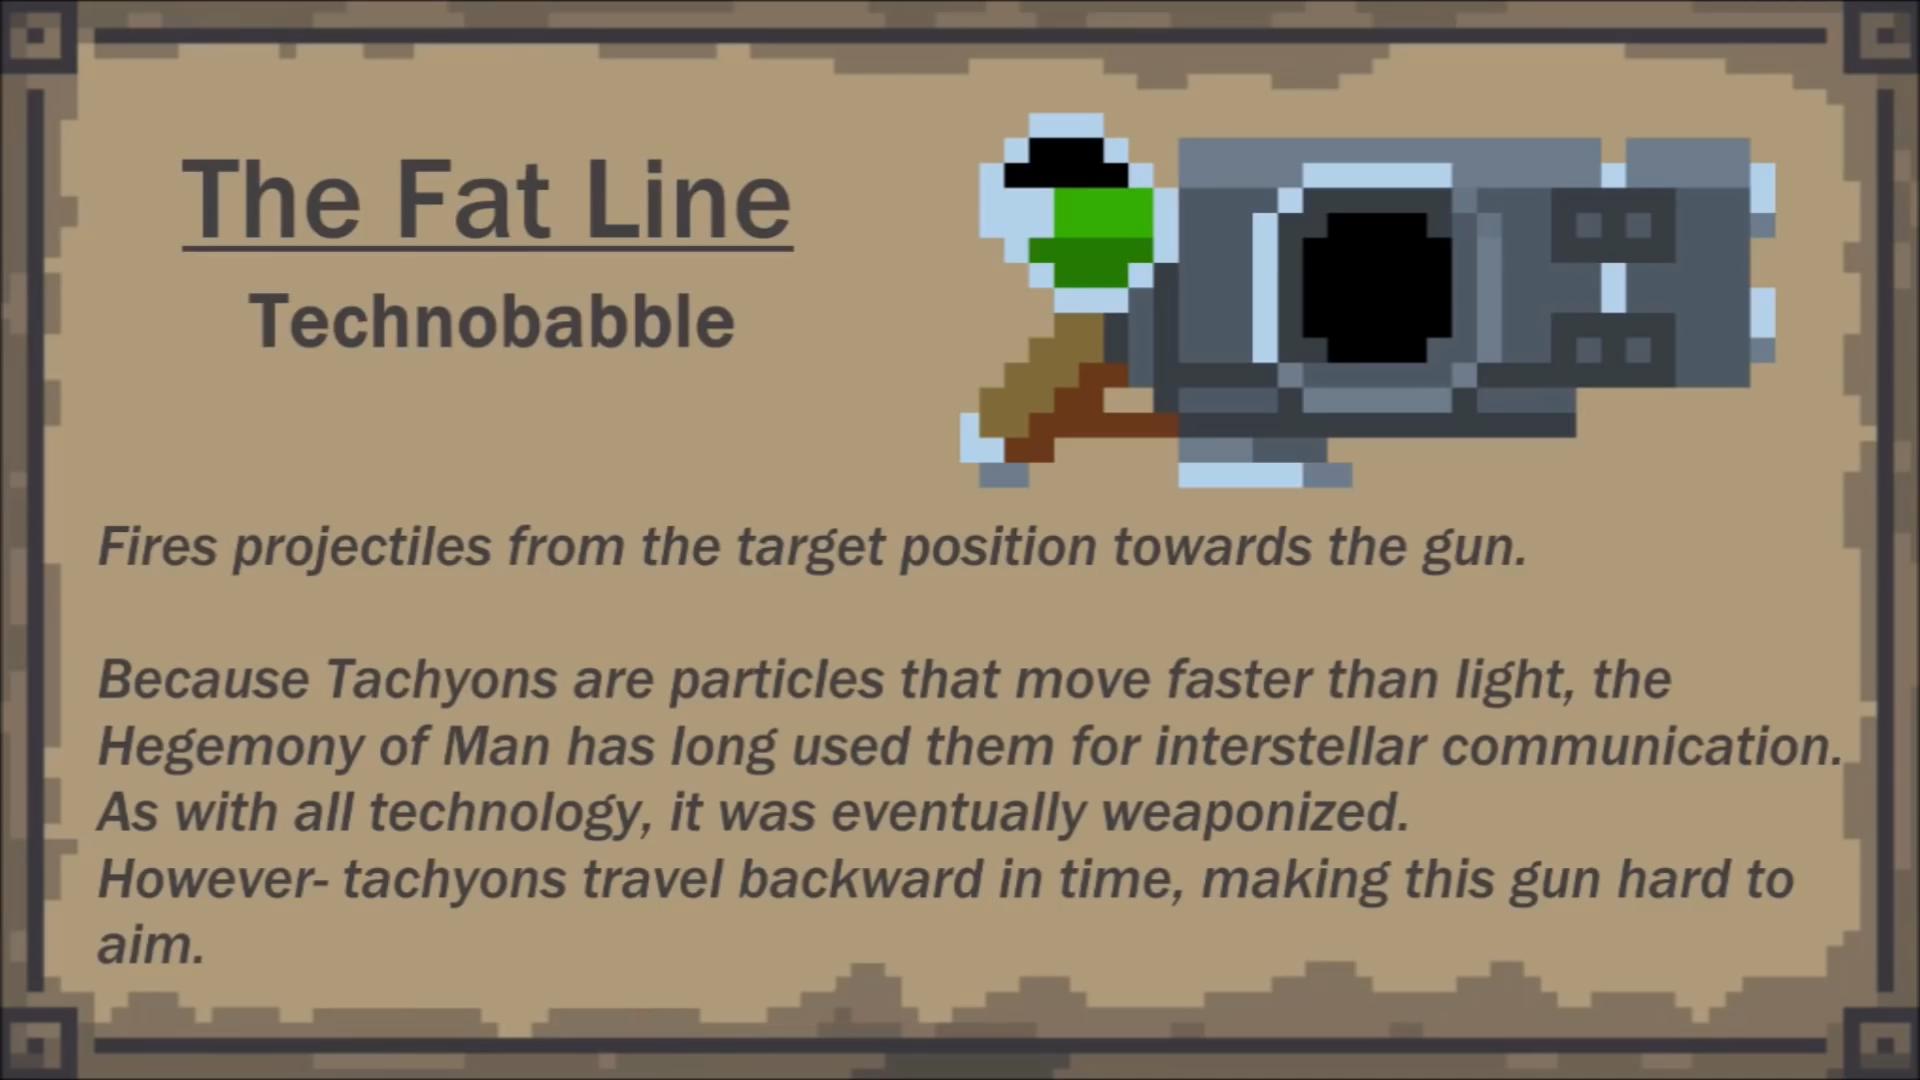 The Fat Line
Technobabble
Fires projectiles from the target position towards the gun.
Because Tachyons are particles that move faster than light, the
Hegemony of Man has long used them for interstellar communication.
As with all technology, it was eventually weaponized.
However- tachyons travel backward in time, making this gun hard to
aim.